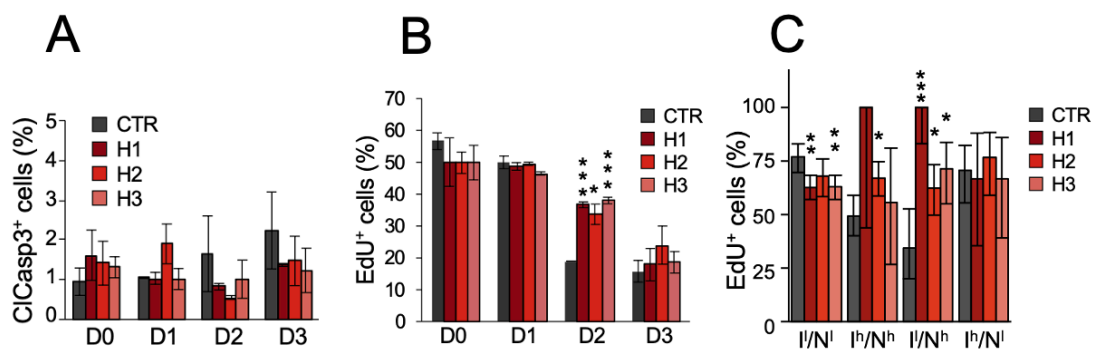 A
ClCasp3⁺ cells (%)
5
4
3
2
1
0
CTR
H1
H2
H3
D0 D1 D2 D3
B
EdU⁺ cells (%)
70
60
50
40
30
20
10
0
CTR
H1
H2
H3
***
**
***
D0 D1 D2 D3
C
EdU⁺ cells (%)
100
75
50
25
0
**
**
*
***
*
*
CTR
H1
H2
H3
Iˡ/Nˡ Iʰ/Nʰ Iˡ/Nʰ Iʰ/Nˡ